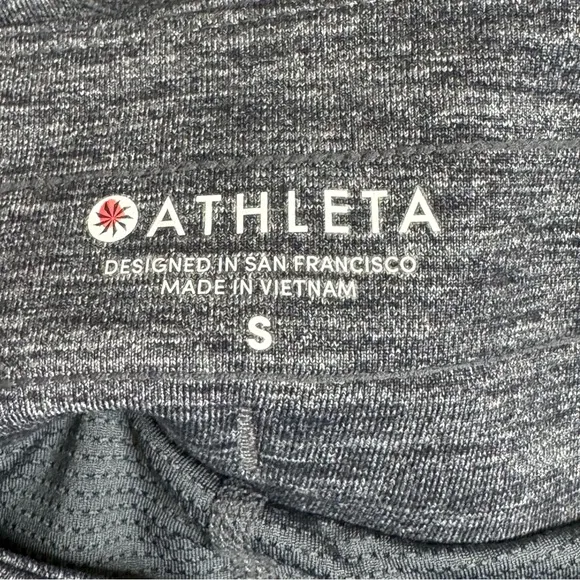 ATHLETA
DESIGNED IN SAN FRANCISCO
MADE IN VIETNAM
S